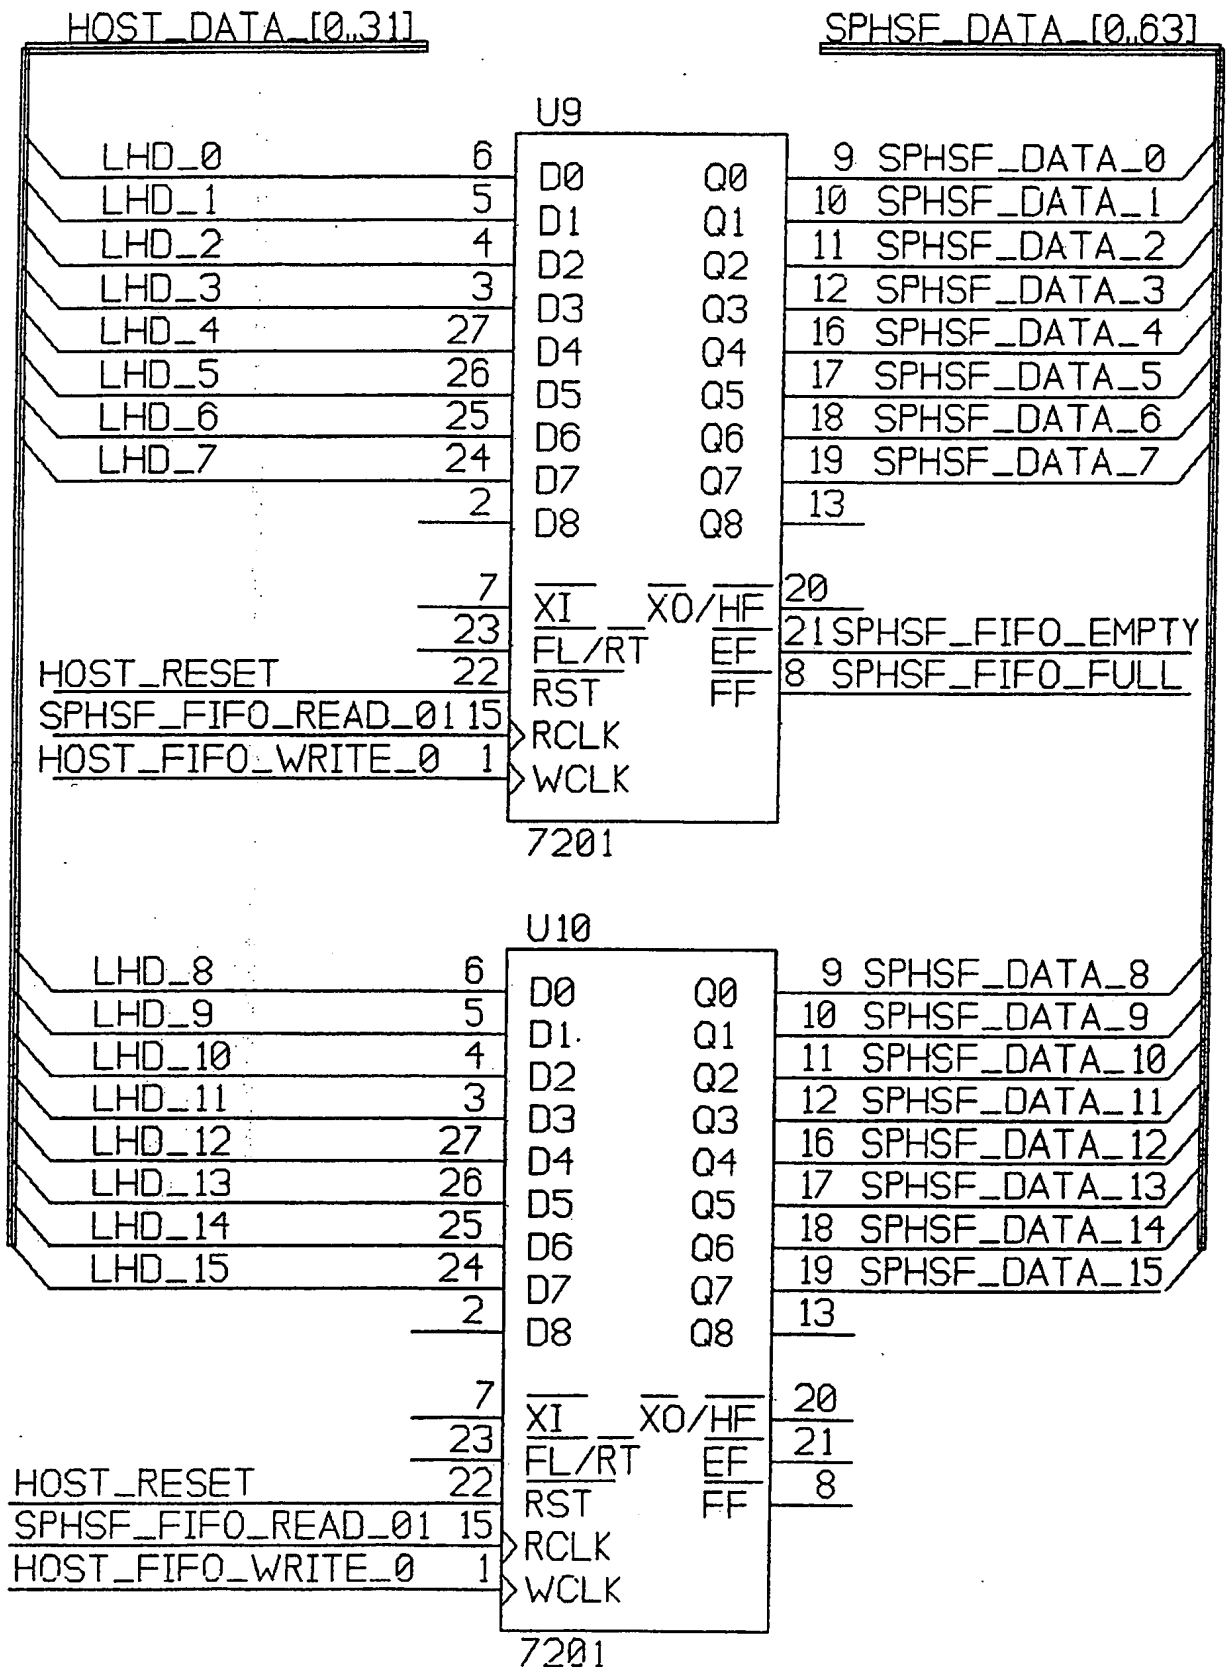 HOST_DATA_[0..31] SPHSF_DATA_[0..63]
U9
LHD_0 6 D0 Q0 9 SPHSF_DATA_0
LHD_1 5 D1 Q1 10 SPHSF_DATA_1
LHD_2 4 D2 Q2 11 SPHSF_DATA_2
LHD_3 3 D3 Q3 12 SPHSF_DATA_3
LHD_4 27 D4 Q4 16 SPHSF_DATA_4
LHD_5 26 D5 Q5 17 SPHSF_DATA_5
LHD_6 25 D6 Q6 18 SPHSF_DATA_6
LHD_7 24 D7 Q7 19 SPHSF_DATA_7
2 D8 Q8 13
7 XI XO/HF 20
23 FL/RT EF 21 SPHSF_FIFO_EMPTY
HOST_RESET 22 RST FF 8 SPHSF_FIFO_FULL
SPHSF_FIFO_READ_01 15 RCLK
HOST_FIFO_WRITE_0 1 WCLK
7201
U10
LHD_8 6 D0 Q0 9 SPHSF_DATA_8
LHD_9 5 D1 Q1 10 SPHSF_DATA_9
LHD_10 4 D2 Q2 11 SPHSF_DATA_10
LHD_11 3 D3 Q3 12 SPHSF_DATA_11
LHD_12 27 D4 Q4 16 SPHSF_DATA_12
LHD_13 26 D5 Q5 17 SPHSF_DATA_13
LHD_14 25 D6 Q6 18 SPHSF_DATA_14
LHD_15 24 D7 Q7 19 SPHSF_DATA_15
2 D8 Q8 13
7 XI XO/HF 20
23 FL/RT EF 21
HOST_RESET 22 RST FF 8
SPHSF_FIFO_READ_01 15 RCLK
HOST_FIFO_WRITE_0 1 WCLK
7201